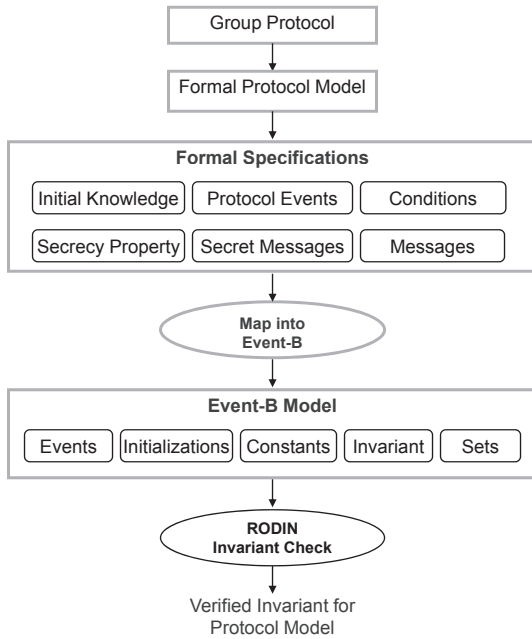 Group Protocol
Formal Protocol Model
Formal Specifications
Initial Knowledge Protocol Events Conditions
Secrecy Property Secret Messages Messages
Map into
Event-B
Event-B Model
Events Initializations Constants Invariant Sets
RODIN
Invariant Check
Verified Invariant for
Protocol Model